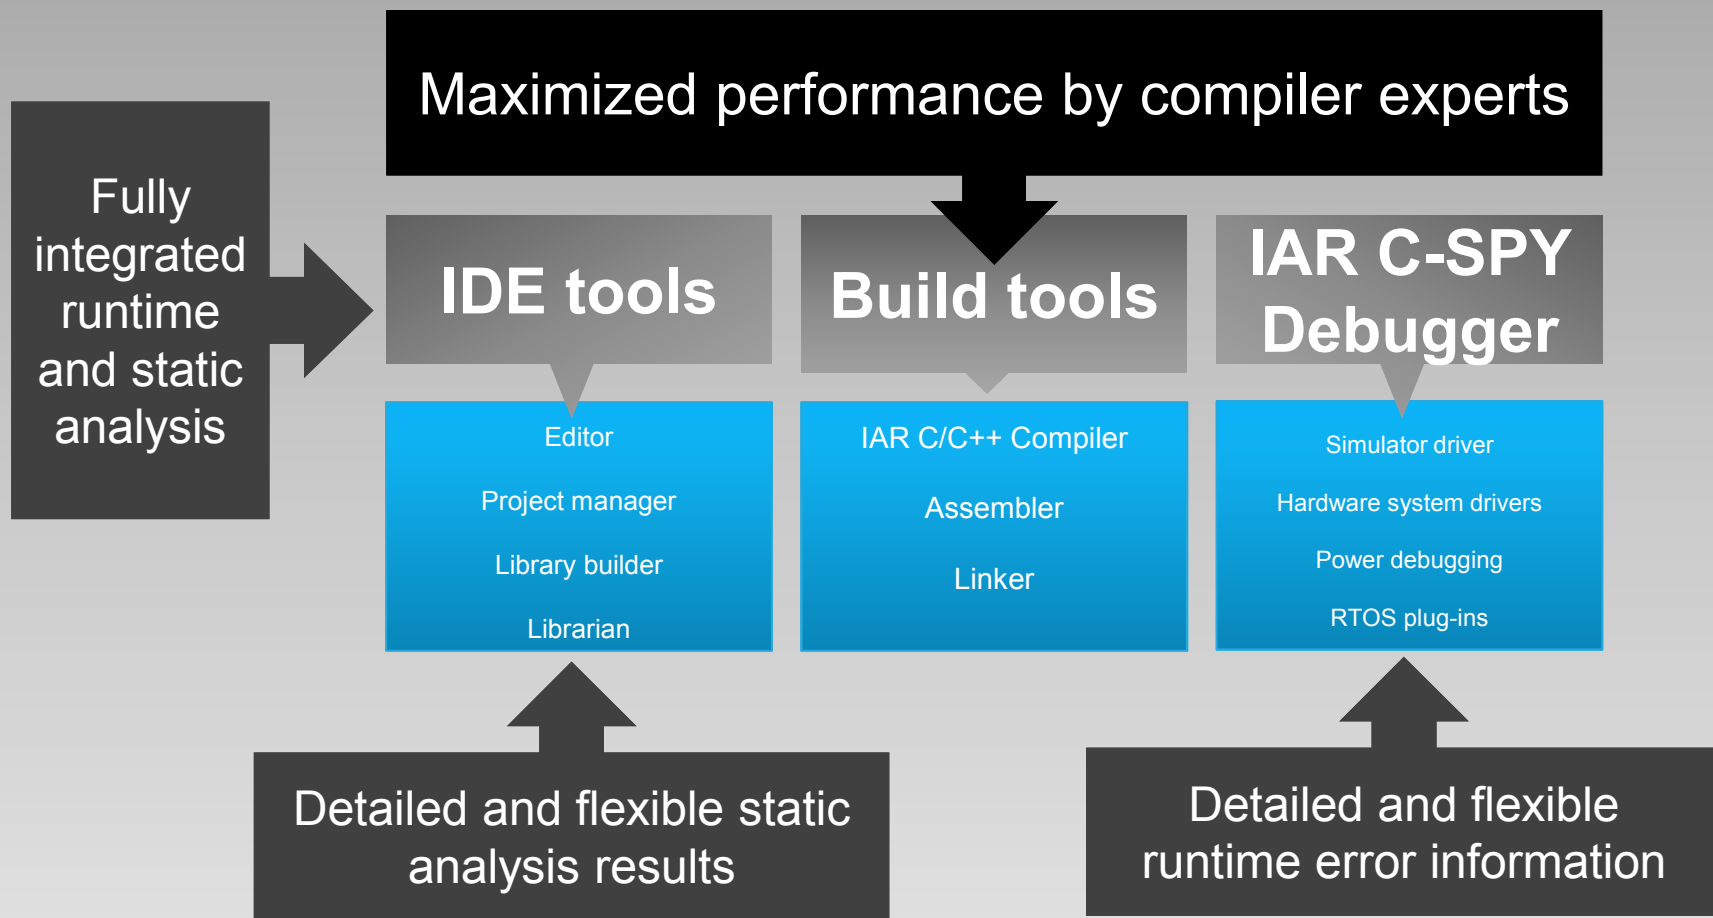 Maximized performance by compiler experts
Fully
integrated
runtime
and static
analysis
IDE tools
Build tools
IAR C-SPY
Debugger
Editor
Project manager
Library builder
Librarian
IAR C/C++ Compiler
Assembler
Linker
Simulator driver
Hardware system drivers
Power debugging
RTOS plug-ins
Detailed and flexible static
analysis results
Detailed and flexible
runtime error information